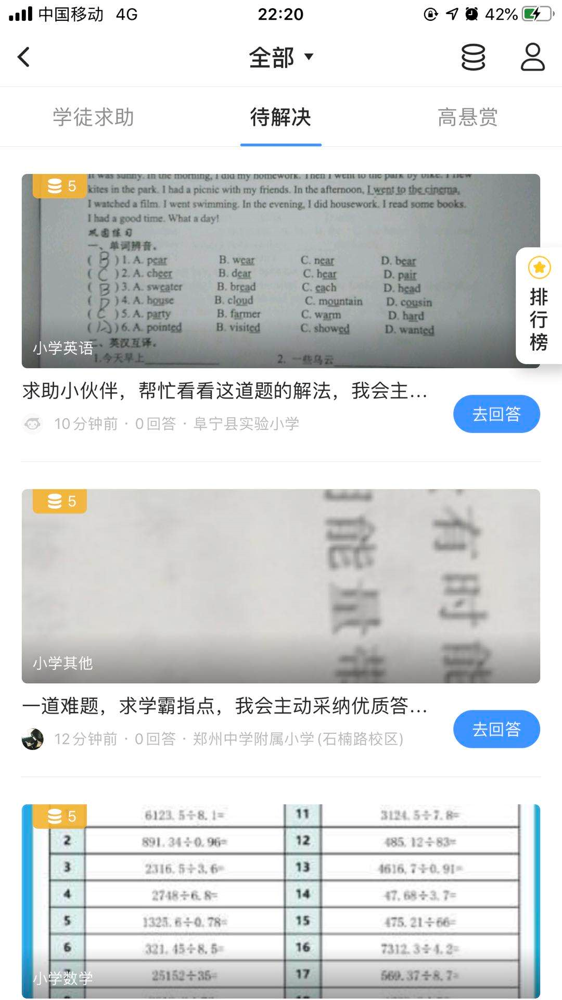 中国移动 4G 22:20 42%
全部
学徒求助 待解决 高悬赏
5
It was sunny. In the morning, I did my homework. Then I went to the park by bike. I flew
kites in the park. I had a picnic with my friends. In the afternoon, I went to the cinema,
I watched a film. I went swimming. In the evening, I did housework. I read some books.
I had a good time. What a day!
巩固练习
一、单词辨音。
( B ) 1. A. pear B. wear C. near D. bear
( C ) 2. A. cheer B. dear C. hear D. pair
( B ) 3. A. sweater B. bread C. each D. head
( D ) 4. A. house B. cloud C. mountain D. cousin
( C ) 5. A. party B. farmer C. warm D. hard
( ) 6. A. pointed B. visited C. showed D. wanted
二、英汉互译。
1.今天早上 2. 一些乌云
小学英语
排行榜
求助小伙伴，帮忙看看这道题的解法，我会主...
10分钟前 · 0回答 · 阜宁县实验小学
去回答
5
有时能
能量带
小学其他
一道难题，求学霸指点，我会主动采纳优质答...
12分钟前 · 0回答 · 郑州中学附属小学(石楠路校区)
去回答
5
6123.5÷8.1= 11 3124.5÷7.8=
2 891.34÷0.96= 12 485.12÷83=
3 2316.5÷3.6= 13 4616.7÷0.91=
4 2748÷6.8= 14 47.68÷3.7=
5 1325.6÷0.78= 15 475.21÷66=
6 321.45÷8.5= 16 7312.3÷4.2=
25152÷35= 17 569.37÷8.7=
小学数学